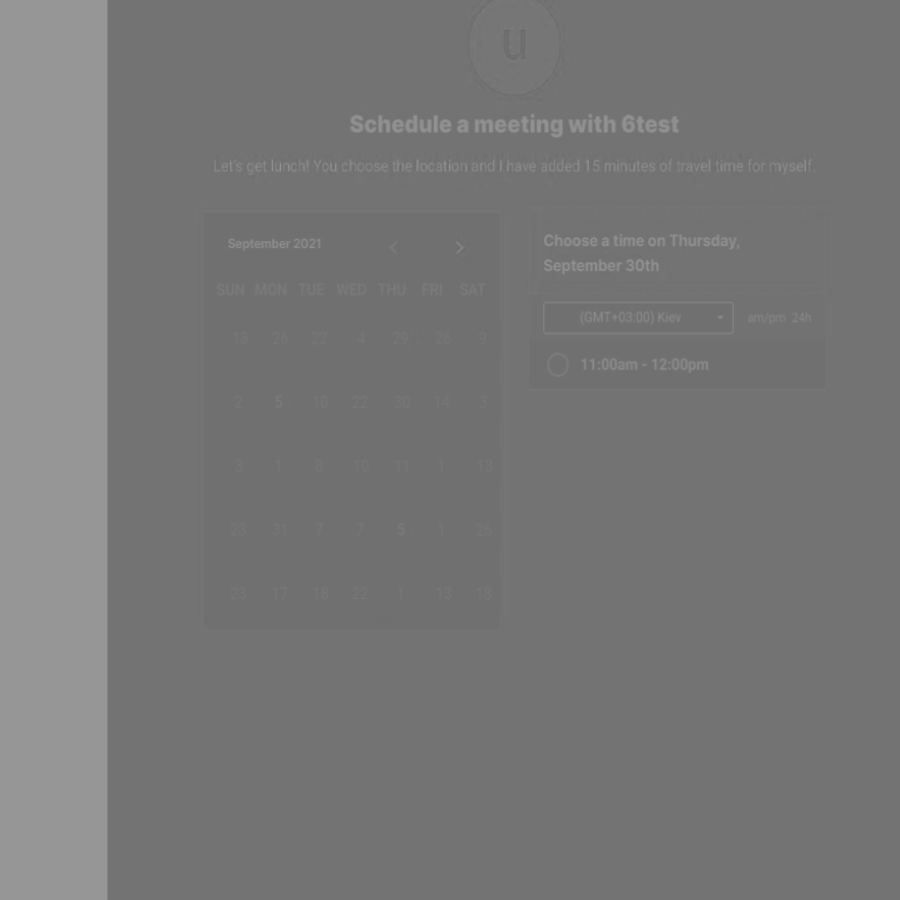 u
Schedule a meeting with 6test
Let's get lunch! You choose the location and I have added 15 minutes of travel time for myself.
September 2021 < >
SUN MON TUE WED THU FRI SAT
13 26 22 4 29 26 9
2 5 10 22 30 14 3
3 1 8 10 11 1 13
23 31 7 7 5 1 26
23 17 18 22 1 13 18
Choose a time on Thursday,
September 30th
(GMT+03:00) Kiev am/pm 24h
11:00am - 12:00pm